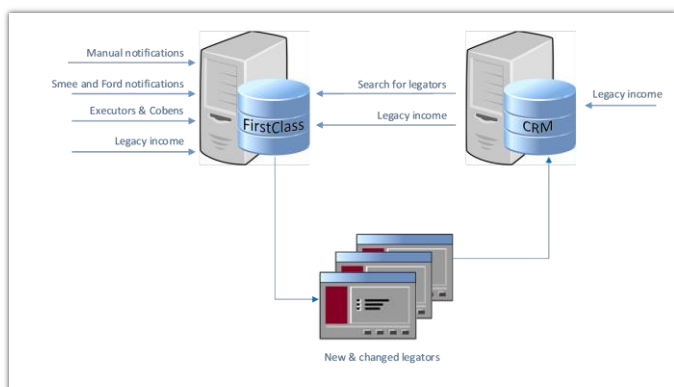 Manual notifications
Smee and Ford notifications
Executors & Cobens
Legacy income
FirstClass
Search for legators
Legacy income
CRM
Legacy income
New & changed legators